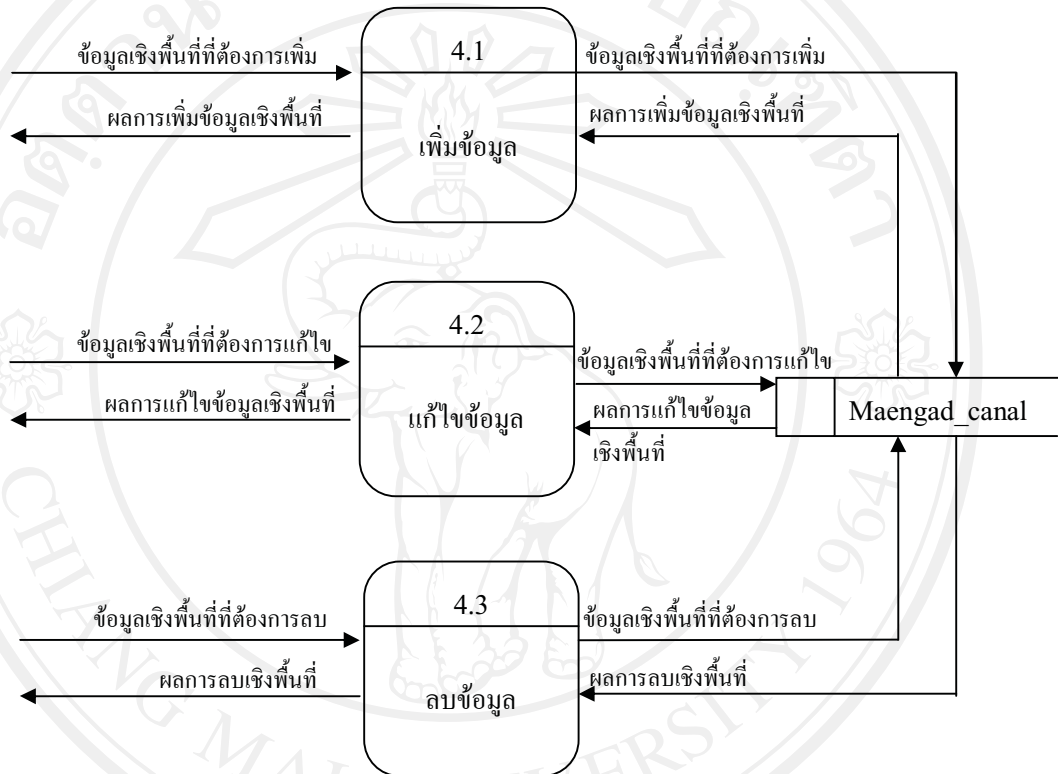 ข้อมูลเชิงพื้นที่ที่ต้องการเพิ่ม
4.1
ข้อมูลเชิงพื้นที่ที่ต้องการเพิ่ม
ผลการเพิ่มข้อมูลเชิงพื้นที่
เพิ่มข้อมูล
ผลการเพิ่มข้อมูลเชิงพื้นที่
ข้อมูลเชิงพื้นที่ที่ต้องการแก้ไข
4.2
ข้อมูลเชิงพื้นที่ที่ต้องการแก้ไข
ผลการแก้ไขข้อมูลเชิงพื้นที่
แก้ไขข้อมูล
ผลการแก้ไขข้อมูล
เชิงพื้นที่
Maengad_canal
ข้อมูลเชิงพื้นที่ที่ต้องการลบ
4.3
ข้อมูลเชิงพื้นที่ที่ต้องการลบ
ผลการลบเชิงพื้นที่
ลบข้อมูล
ผลการลบเชิงพื้นที่
CHIANG MAI UNIVERSITY 1964